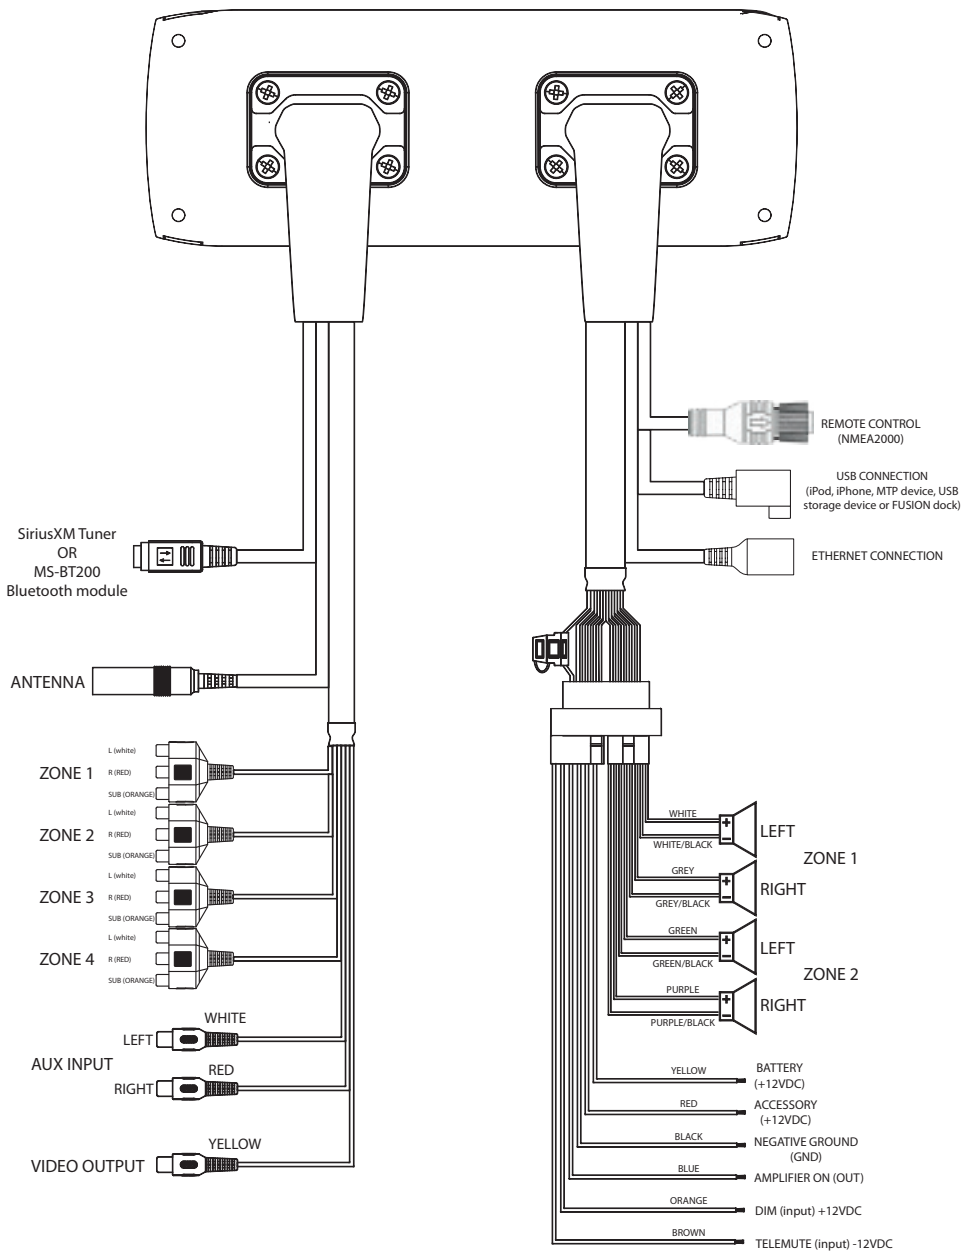 REMOTE CONTROL
(NMEA2000)
USB CONNECTION
(iPod, iPhone, MTP device, USB
storage device or FUSION dock)
ETHERNET CONNECTION
SiriusXM Tuner
OR
MS-BT200
Bluetooth module
ANTENNA
ZONE 1
L (white)
R (RED)
SUB (ORANGE)
ZONE 2
L (white)
R (RED)
SUB (ORANGE)
ZONE 3
L (white)
R (RED)
SUB (ORANGE)
ZONE 4
L (white)
R (RED)
SUB (ORANGE)
AUX INPUT
LEFT
WHITE
RIGHT
RED
VIDEO OUTPUT
YELLOW
WHITE
+
LEFT
WHITE/BLACK
−
ZONE 1
GREY
+
RIGHT
GREY/BLACK
−
GREEN
+
LEFT
GREEN/BLACK
−
ZONE 2
PURPLE
+
RIGHT
PURPLE/BLACK
−
YELLOW
BATTERY
(+12VDC)
RED
ACCESSORY
(+12VDC)
BLACK
NEGATIVE GROUND
(GND)
BLUE
AMPLIFIER ON (OUT)
ORANGE
DIM (input) +12VDC
BROWN
TELEMUTE (input) -12VDC